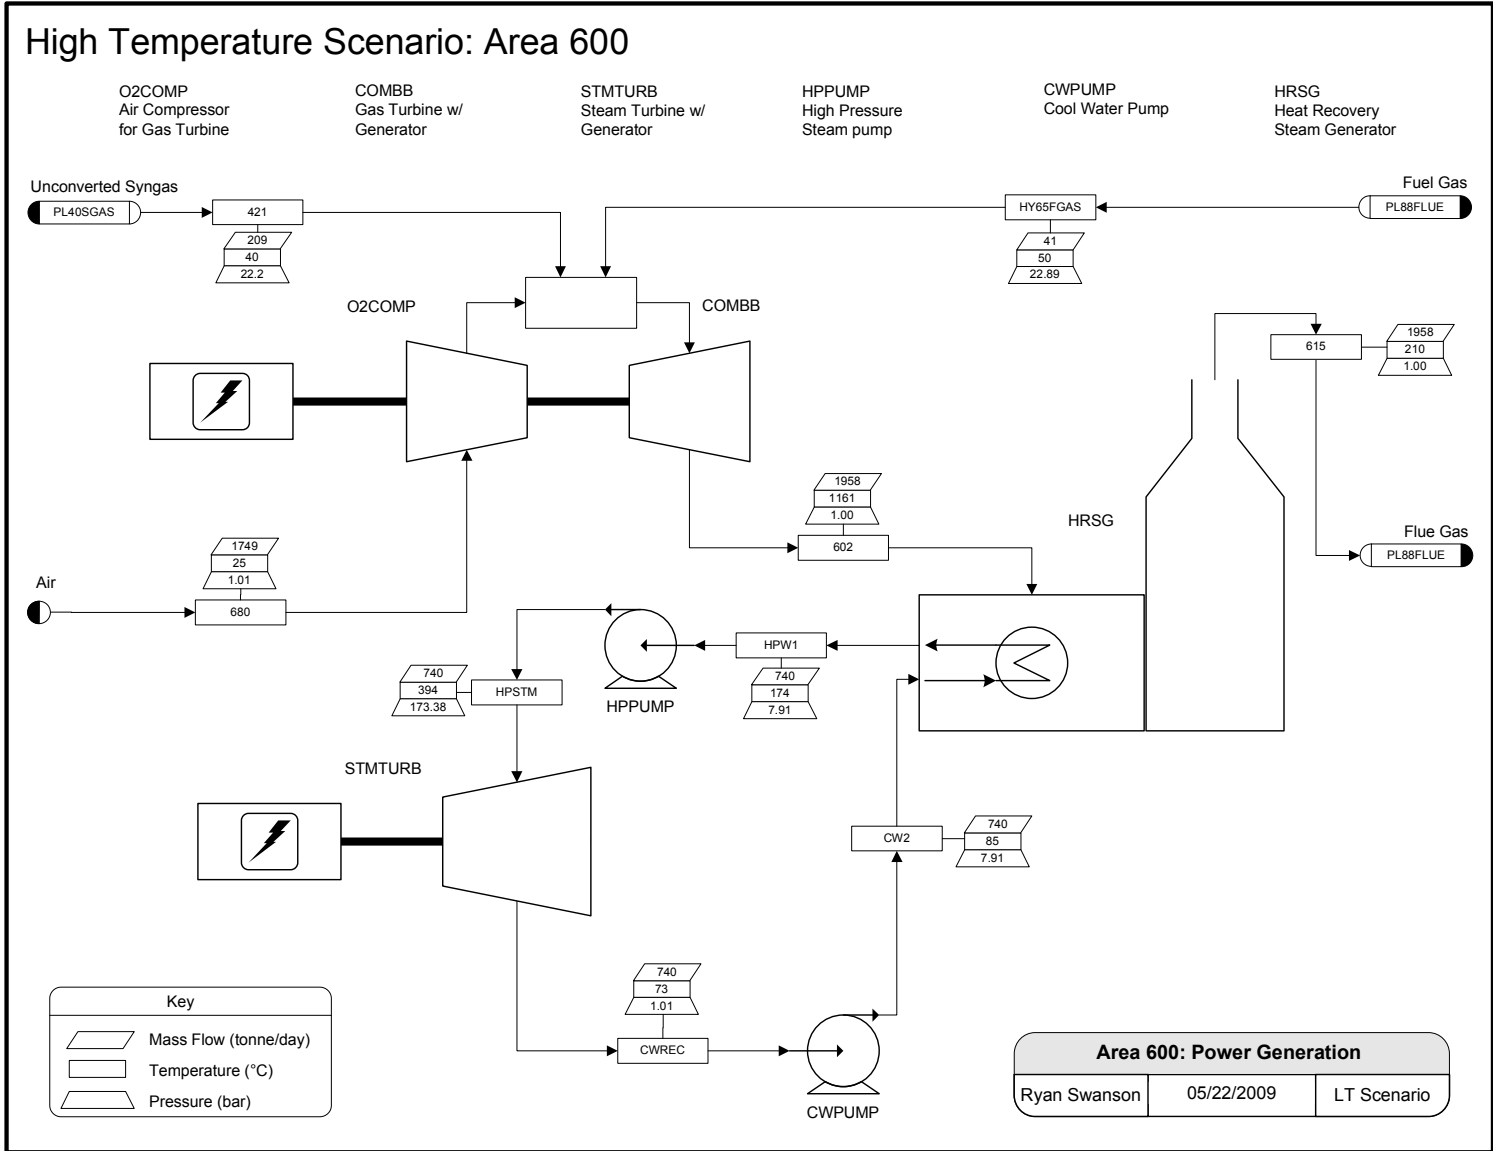 High Temperature Scenario: Area 600
O2COMP
Air Compressor
for Gas Turbine
COMBB
Gas Turbine w/
Generator
STMTURB
Steam Turbine w/
Generator
HPPUMP
High Pressure
Steam pump
CWPUMP
Cool Water Pump
HRSG
Heat Recovery
Steam Generator
Unconverted Syngas
PL40SGAS
421
209
40
22.2
HY65FGAS
41
50
22.89
Fuel Gas
PL88FLUE
O2COMP
COMBB
615
1958
210
1.00
1958
1161
1.00
602
HRSG
Flue Gas
PL88FLUE
Air
1749
25
1.01
680
HPW1
740
174
7.91
HPPUMP
740
394
173.38
HPSTM
STMTURB
CW2
740
85
7.91
740
73
1.01
CWREC
CWPUMP
Key
Mass Flow (tonne/day)
Temperature (°C)
Pressure (bar)
Area 600: Power Generation
Ryan Swanson
05/22/2009
LT Scenario